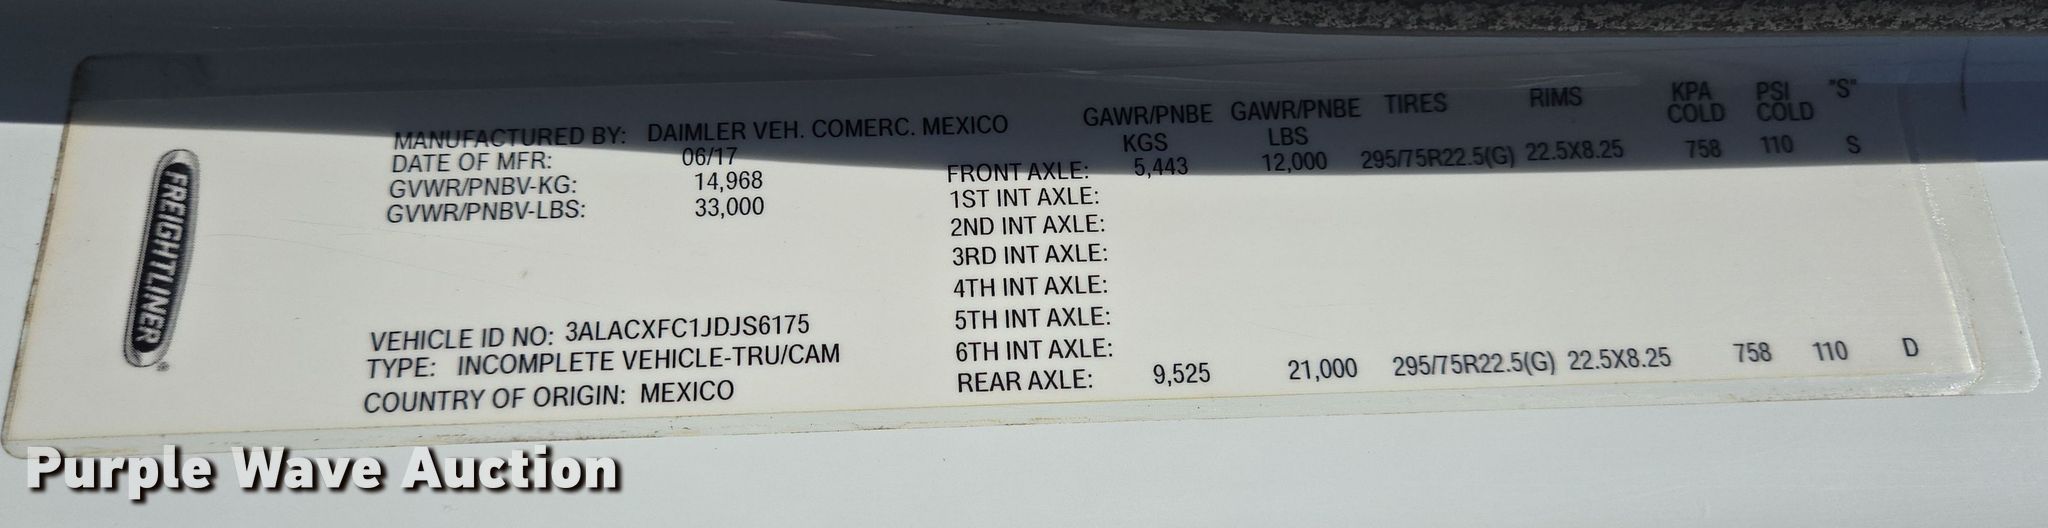 FREIGHTLINER®
MANUFACTURED BY: DAIMLER VEH. COMERC. MEXICO
DATE OF MFR: 06/17
GVWR/PNBV-KG: 14,968
GVWR/PNBV-LBS: 33,000
VEHICLE ID NO: 3ALACXFC1JDJS6175
TYPE: INCOMPLETE VEHICLE-TRU/CAM
COUNTRY OF ORIGIN: MEXICO
GAWR/PNBE GAWR/PNBE TIRES RIMS KPA PSI "S"
KGS LBS COLD COLD
FRONT AXLE: 5,443 12,000 295/75R22.5(G) 22.5X8.25 758 110 S
1ST INT AXLE:
2ND INT AXLE:
3RD INT AXLE:
4TH INT AXLE:
5TH INT AXLE:
6TH INT AXLE:
REAR AXLE: 9,525 21,000 295/75R22.5(G) 22.5X8.25 758 110 D
Purple Wave Auction